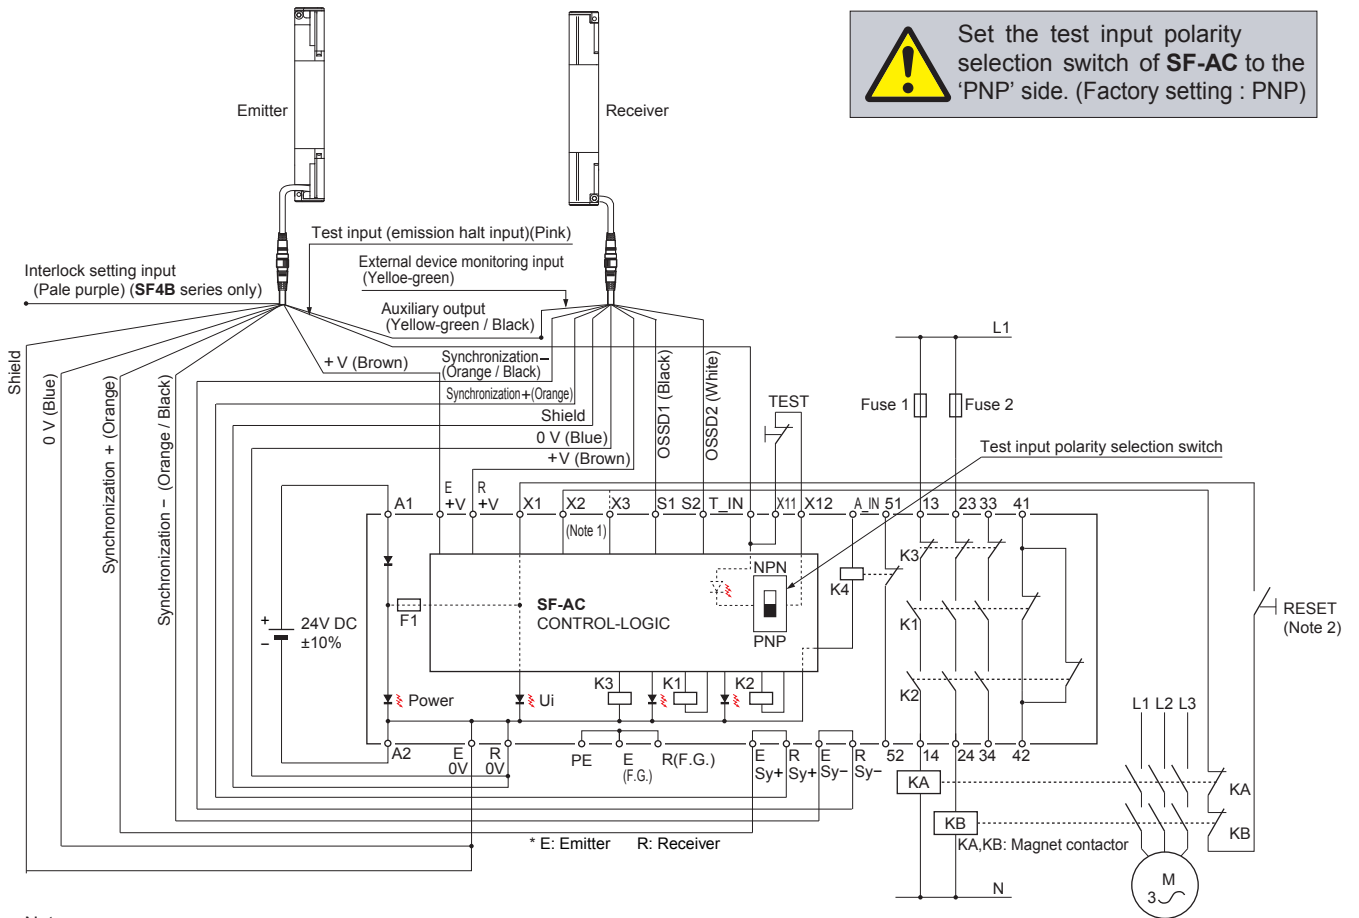 Set the test input polarity
selection switch of SF-AC to the
‘PNP’ side. (Factory setting : PNP)
Emitter
Receiver
Test input (emission halt input)(Pink)
External device monitoring input
(Yelloe-green)
Interlock setting input
(Pale purple) (SF4B series only)
Auxiliary output
(Yellow-green / Black)
L1
+V (Brown)
Synchronization−
(Orange / Black)
Synchronization+(Orange)
Shield
0 V (Blue)
+V (Brown)
Shield
0 V (Blue)
Synchronization + (Orange)
Synchronization − (Orange / Black)
OSSD1 (Black)
OSSD2 (White)
TEST
Fuse 1
Fuse 2
Test input polarity selection switch
A1
E
+V
R
+V
X1
X2
X3
S1
S2
T_IN
X11
X12
A_IN
51
13
23
33
41
(Note 1)
NPN
K3
K4
+
−
24V DC
±10%
F1
SF-AC
CONTROL-LOGIC
PNP
K1
RESET
(Note 2)
Power
Ui
K3
K1
K2
K2
L1
L2
L3
A2
E
0V
R
0V
PE
E
(F.G.)
R(F.G.)
E
Sy+
R
Sy+
E
Sy−
R
Sy−
52
14
24
34
42
KA
KA
KB
KB
* E: Emitter R: Receiver
KA,KB: Magnet contactor
M
3
N